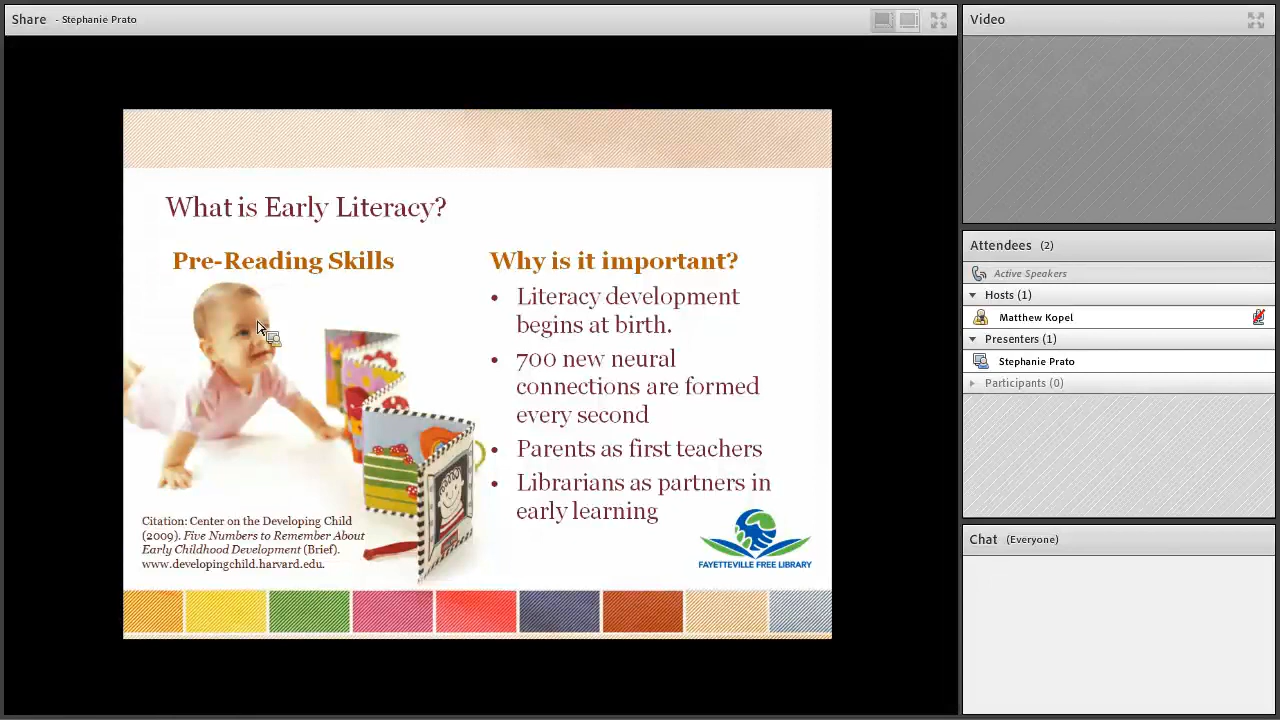 Share - Stephanie Prato
What is Early Literacy?
Pre-Reading Skills
Citation: Center on the Developing Child
(2009). Five Numbers to Remember About
Early Childhood Development (Brief).
www.developingchild.harvard.edu.
Why is it important?
• Literacy development
begins at birth.
• 700 new neural
connections are formed
every second
• Parents as first teachers
• Librarians as partners in
early learning
FAYETTEVILLE FREE LIBRARY
Video
Attendees (2)
Active Speakers
Hosts (1)
Matthew Kopel
Presenters (1)
Stephanie Prato
Participants (0)
Chat (Everyone)